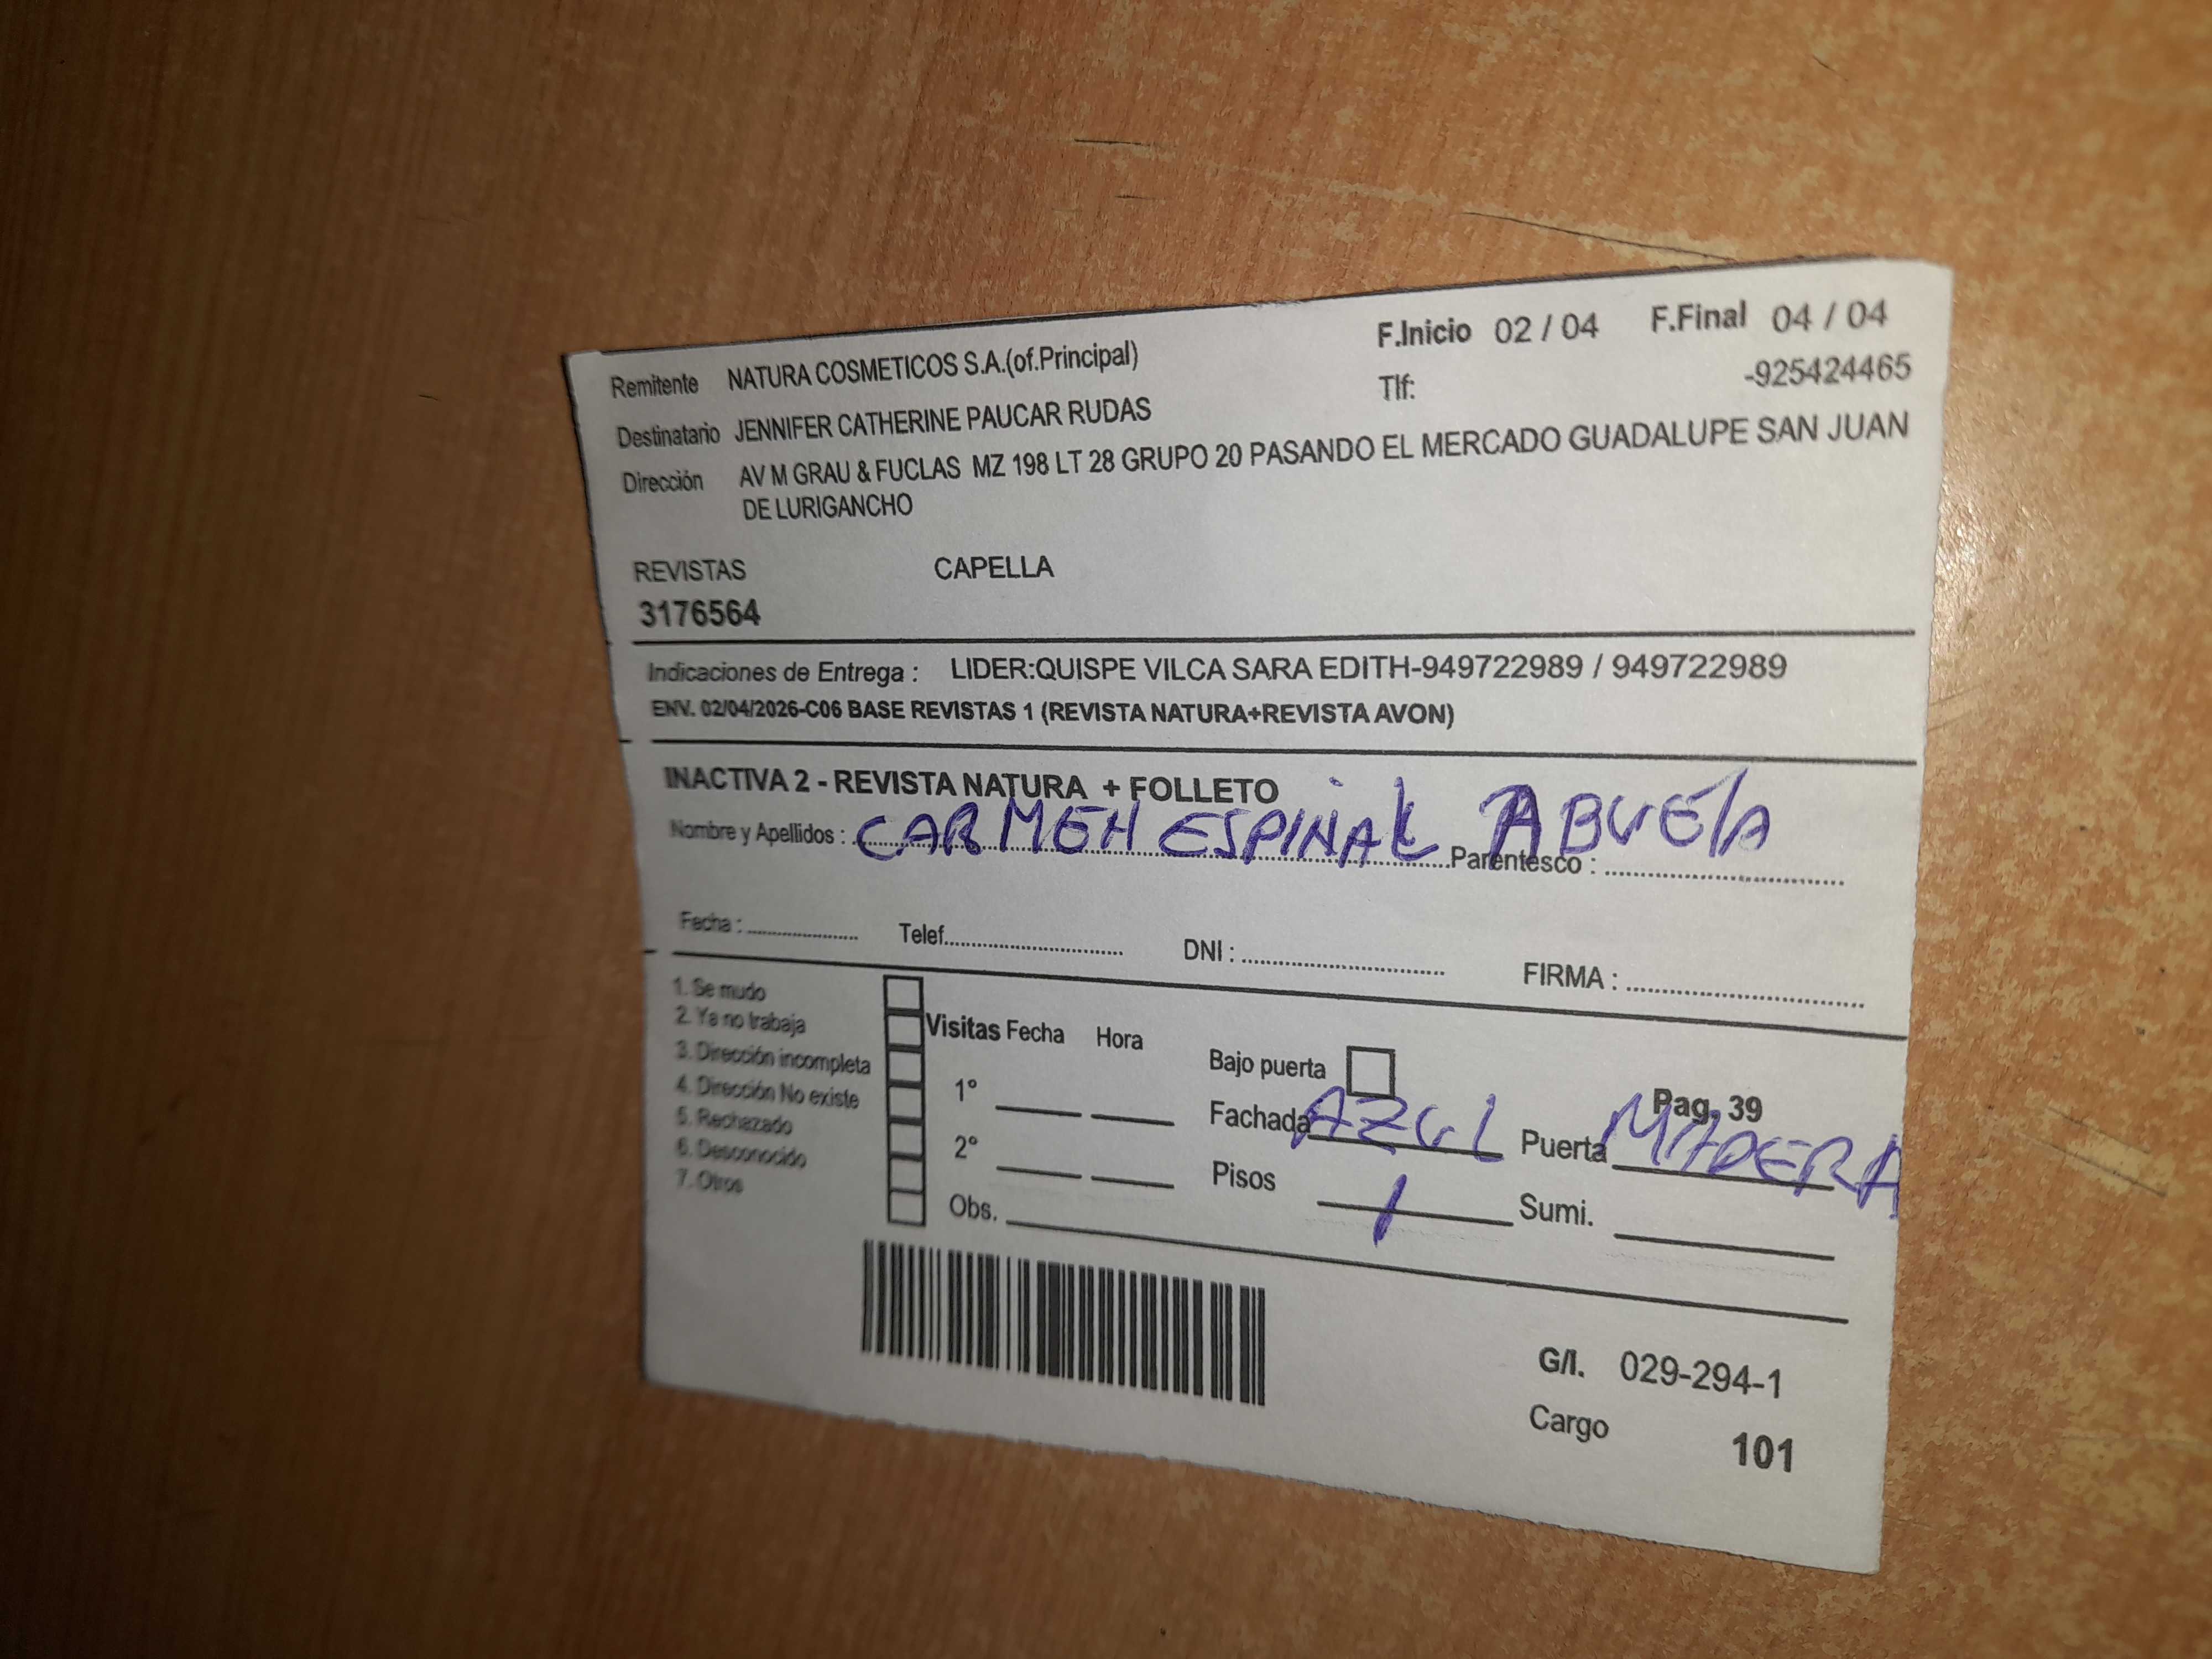 Remitente NATURA COSMETICOS S.A.(of.Principal) F.Inicio 02 / 04 F.Final 04 / 04
Destinatario JENNIFER CATHERINE PAUCAR RUDAS Tlf: -925424465
Dirección AV M GRAU & FUCLAS MZ 198 LT 28 GRUPO 20 PASANDO EL MERCADO GUADALUPE SAN JUAN
DE LURIGANCHO
REVISTAS CAPELLA
3176564
Indicaciones de Entrega : LIDER:QUISPE VILCA SARA EDITH-949722989 / 949722989
ENV. 02/04/2026-C06 BASE REVISTAS 1 (REVISTA NATURA+REVISTA AVON)
INACTIVA 2 - REVISTA NATURA + FOLLETO
Nombre y Apellidos : CARMEN ESPINAL Parentesco : ABUELA
Fecha : Telef. DNI : FIRMA :
1. Se mudo
2. Ya no trabaja
3. Dirección incompleta
4. Dirección No existe
5. Rechazado
6. Desconocido
7. Otros
Visitas Fecha Hora
1°
2°
Obs.
Bajo puerta
Pag. 39
Fachada AZUL Puerta MADERA
Pisos 1 Sumi.
G/l. 029-294-1
Cargo 101